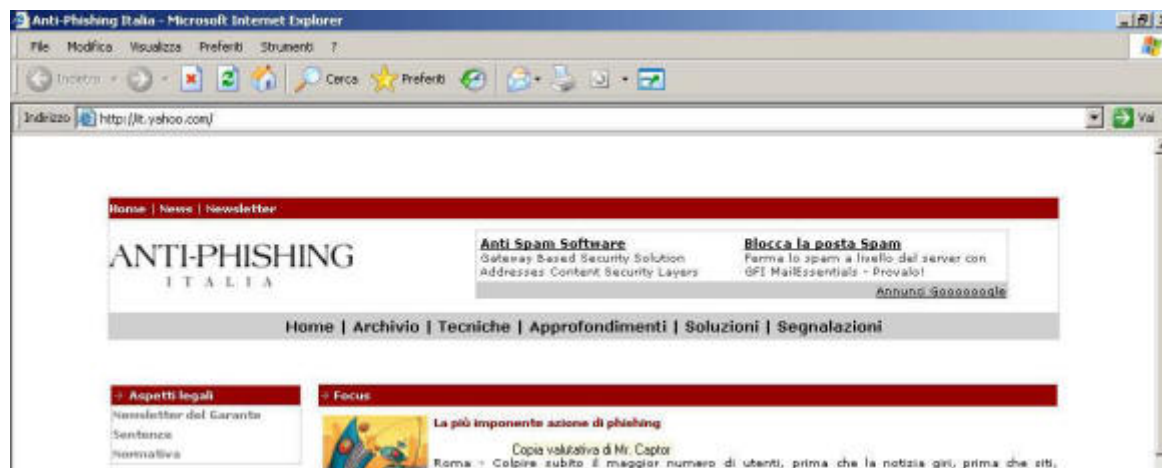 Anti-Phishing Italia - Microsoft Internet Explorer
File Modifica Visualizza Preferiti Strumenti ?
Indietro Cerca Preferiti
Indirizzo http://it.yahoo.com/ Vai
Home | News | Newsletter
ANTI-PHISHING
ITALIA
Anti Spam Software
Gateway Based Security Solution
Addresses Content Security Layers
Blocca la posta Spam
Ferma lo spam a livello del server con
GFI MailEssentials - Provalo!
Annunci Goooooogle
Home | Archivio | Tecniche | Approfondimenti | Soluzioni | Segnalazioni
Aspetti legali
Newsletter del Garante
Sentenze
Normativa
Focus
La più imponente azione di phishing
Copia valutativa di Mr. Captor
Roma - Colpire subito il maggior numero di utenti, prima che la notizia giri, prima che siti,